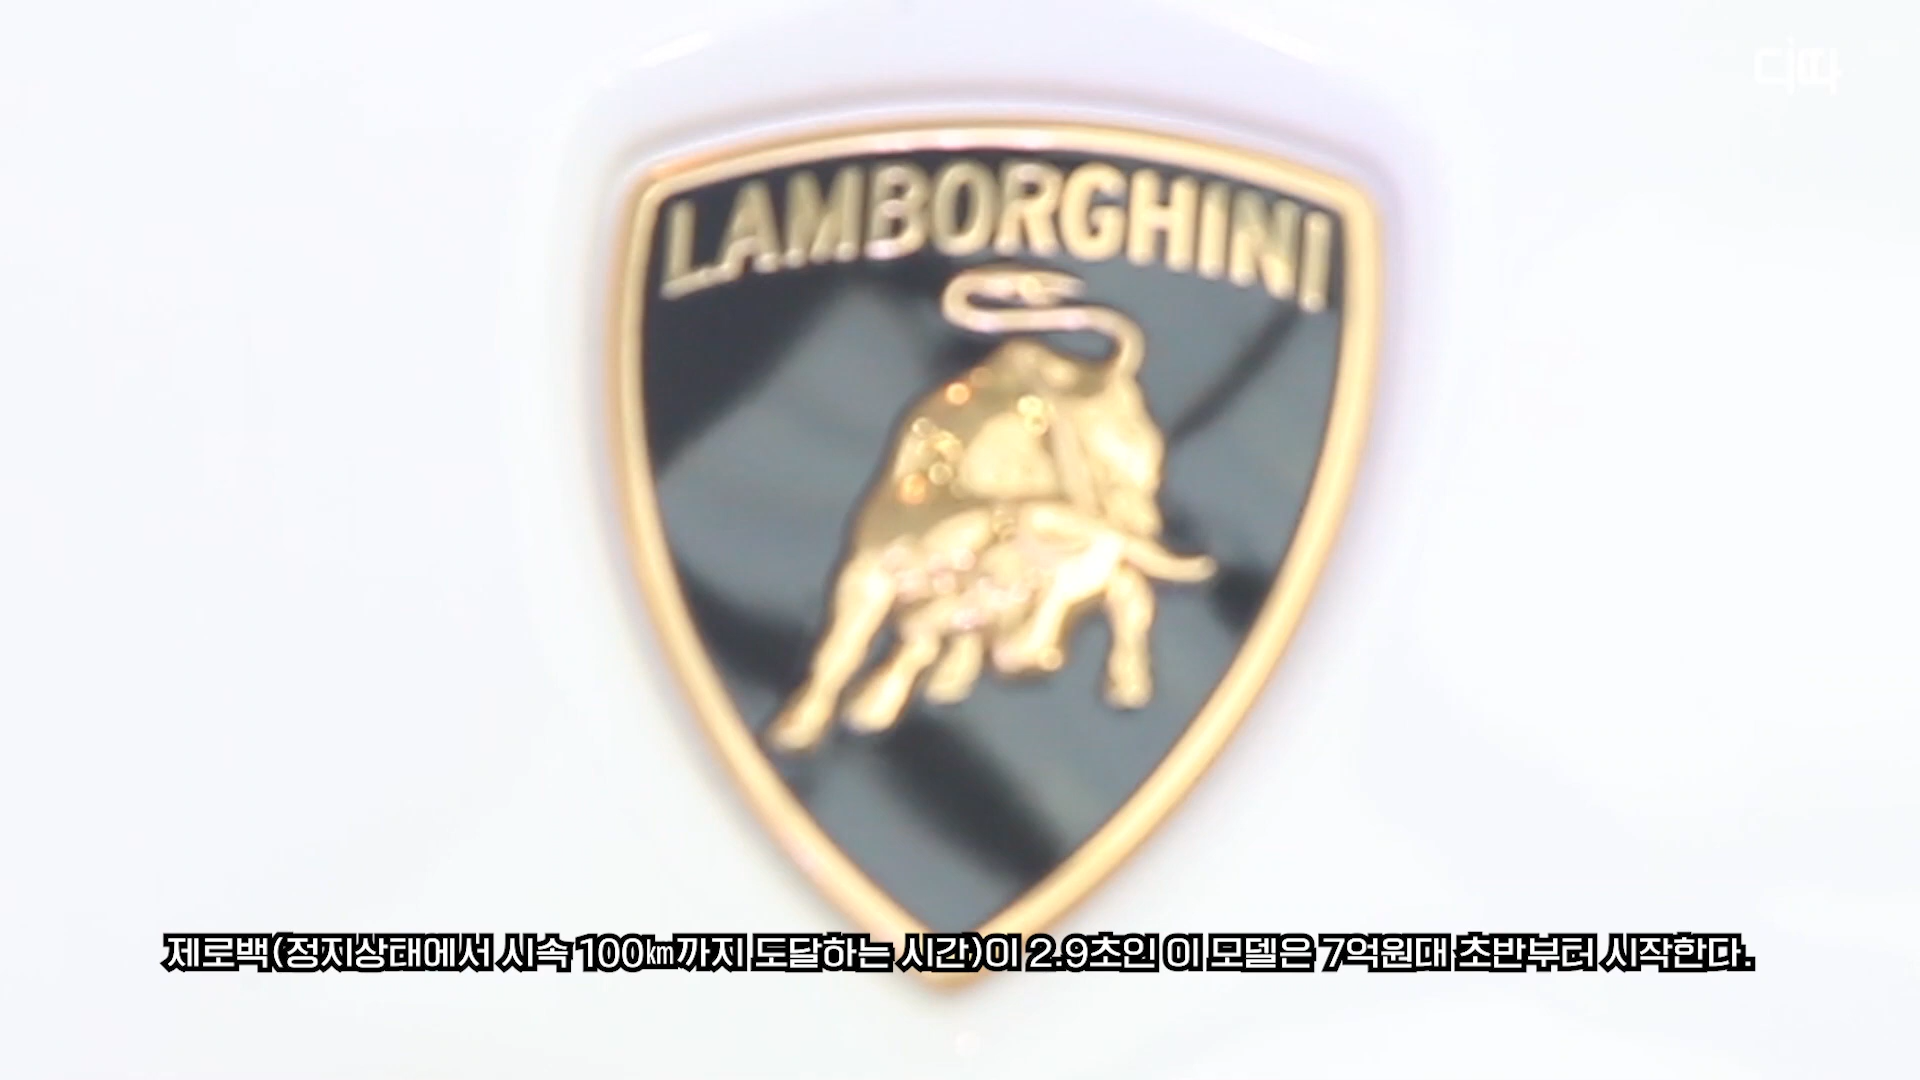 디따
LAMBORGHINI
제로백(정지상태에서 시속 100㎞까지 도달하는 시간)이 2.9초인 이 모델은 7억원대 초반부터 시작한다.